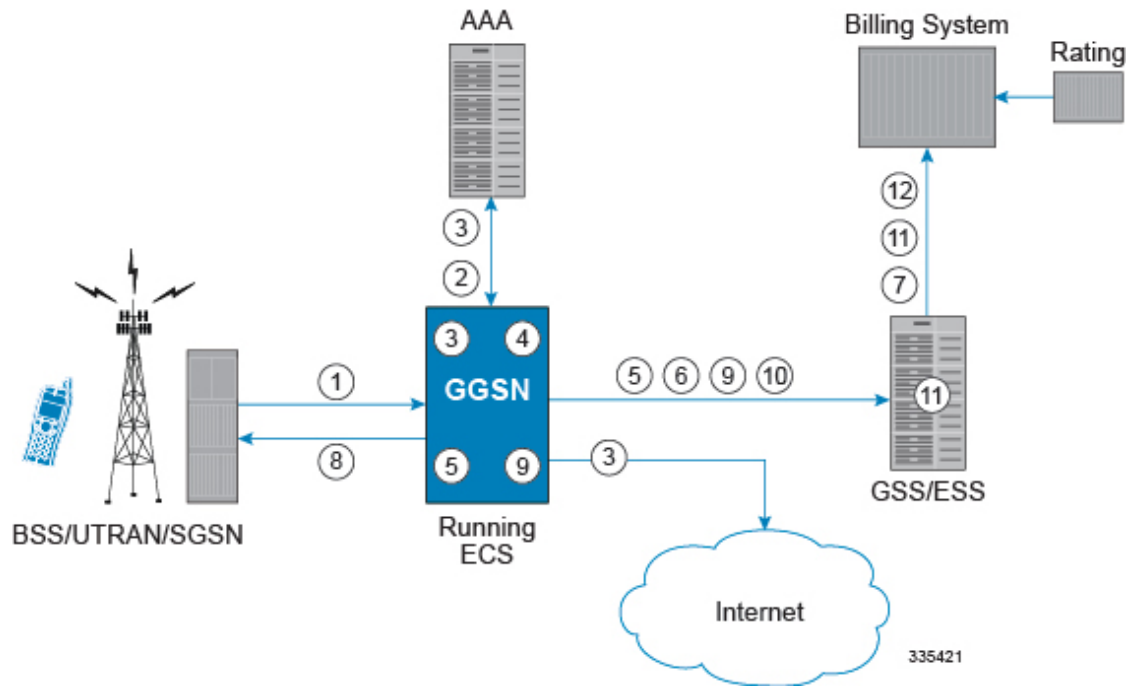 AAA
Billing System
Rating
3
2
12
11
7
3
4
GGSN
5
9
1
8
5
6
9
10
11
3
BSS/UTRAN/SGSN
Running
ECS
GSS/ESS
Internet
335421